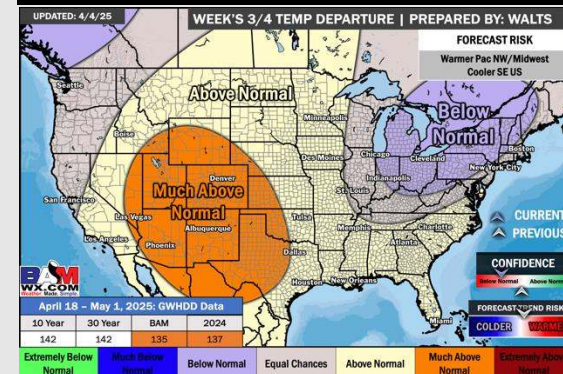 UPDATED: 4/4/25
WEEK'S 3/4 TEMP DEPARTURE | PREPARED BY: WALTS
FORECAST RISK
Warmer Pac NW/Midwest
Cooler SE US
Seattle
Above Normal
Minneapolis
Below
Normal
Boise
Boston
Chicago
Cleveland
New York City
Des Moines
Denver
Indianapolis
Much Above
Normal
San Francisco
St. Louis
Las Vegas
Albuquerque
Tulsa
Memphis
Charlotte
CURRENT
PREVIOUS
Los Angeles
Phoenix
Atlanta
Dallas
CONFIDENCE
Below Normal
Above Norm
Houston
New Orleans
BAM
WX.COM
Weather Made Simple.
Miami
FORECAST TREND RISK
COLDER
WARMER
April 18 – May 1, 2025: GWHDD Data
10 Year
30 Year
BAM
2024
142
142
135
137
Extremely Below
Normal
Much Below
Normal
Below Normal
Equal Chances
Above Normal
Much Above
Normal
Extremely Above
Normal